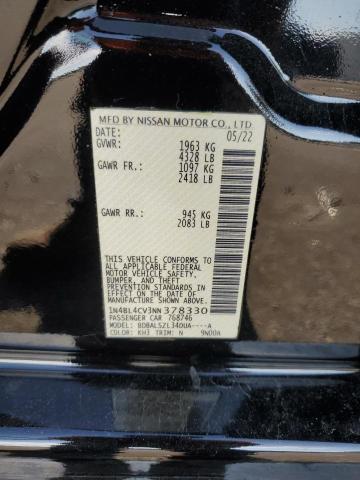 MFD BY NISSAN MOTOR CO., LTD.
DATE: 05/22
GVWR: 1963 KG
4328 LB
GAWR FR.: 1097 KG
2418 LB
GAWR RR.: 945 KG
2083 LB
THIS VEHICLE CONFORMS TO ALL APPLICABLE
FEDERAL MOTOR VEHICLE SAFETY,
BUMPER, AND THEFT PREVENTION
STANDARDS IN EFFECT ON THE DATE OF
MANUFACTURE SHOWN ABOVE.
1N4BL4CV3NN378330
PASSENGER CAR 768746
MODEL: BDBALSZL34DUA----A
COLOR: KH3 TRIM: N 9N00A